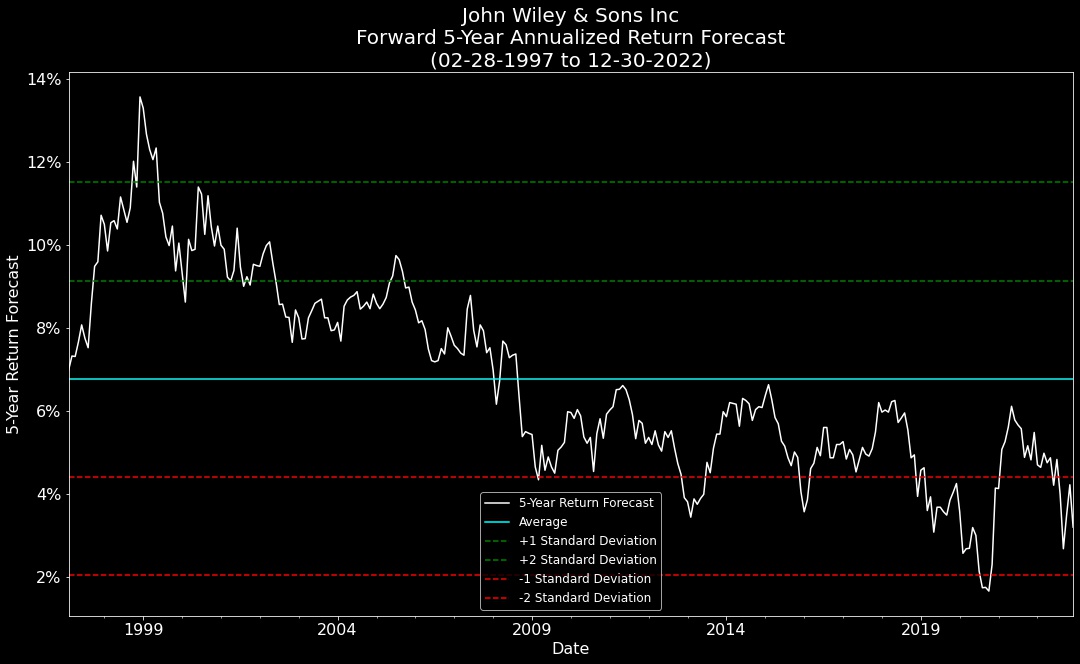 John Wiley & Sons Inc
Forward 5-Year Annualized Return Forecast
(02-28-1997 to 12-30-2022)
5-Year Return Forecast
14%
12%
10%
8%
6%
4%
2%
5-Year Return Forecast
Average
+1 Standard Deviation
+2 Standard Deviation
-1 Standard Deviation
-2 Standard Deviation
1999
2004
2009
2014
2019
Date